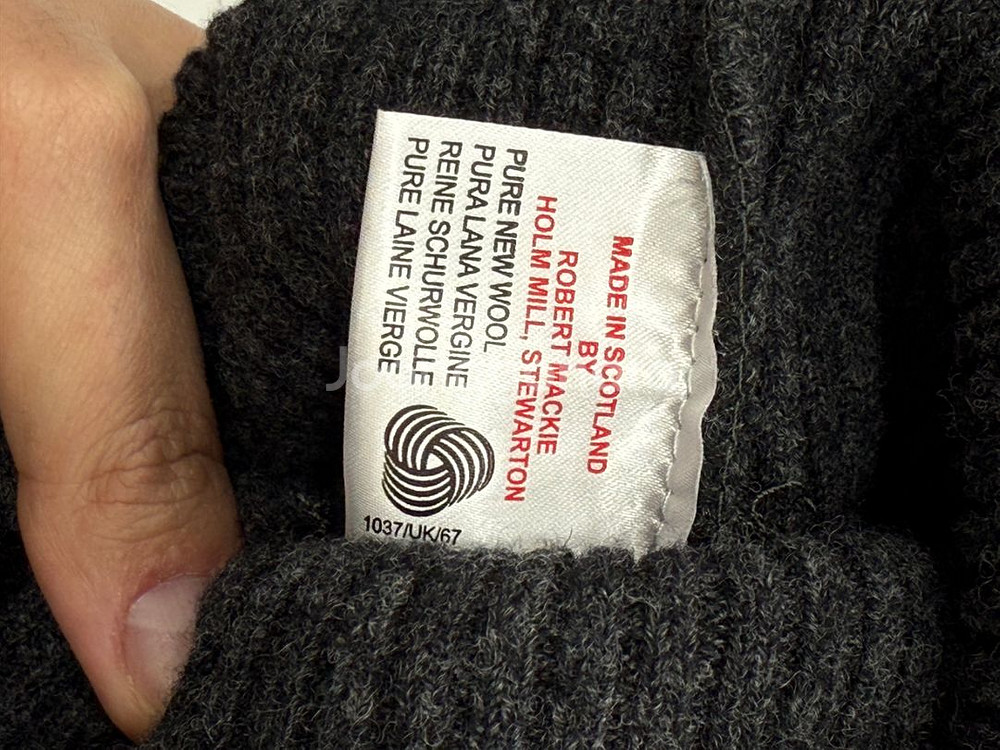 MADE IN SCOTLAND
BY
ROBERT MACKIE
HOLM MILL, STEWARTON
PURE NEW WOOL
PURA LANA VERGINE
REINE SCHURWOLLE
PURE LAINE VIERGE
1037/UK/67